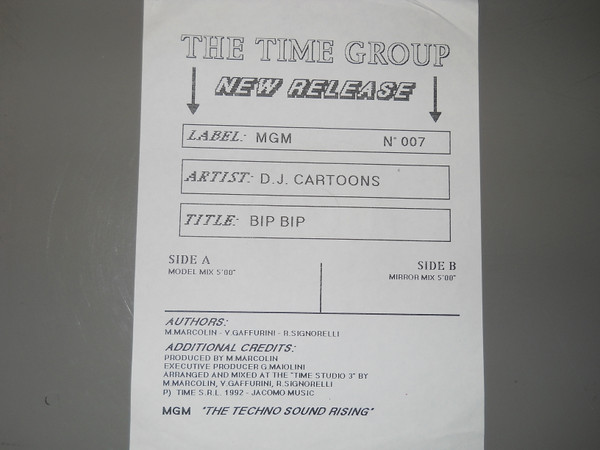 THE TIME GROUP
NEW RELEASE
LABEL: MGM N° 007
ARTIST: D.J. CARTOONS
TITLE: BIP BIP
SIDE A
MODEL MIX 5'00"
SIDE B
MIRROR MIX 5'00"
AUTHORS:
M.MARCOLIN - V.GAFFURINI - R.SIGNORELLI
ADDITIONAL CREDITS:
PRODUCED BY M.MARCOLIN
EXECUTIVE PRODUCER G.MAIOLINI
ARRANGED AND MIXED AT THE "TIME STUDIO 3" BY
M.MARCOLIN, V.GAFFURINI, R.SIGNORELLI
P) TIME S.R.L. 1992 - JACOMO MUSIC
MGM "THE TECHNO SOUND RISING"